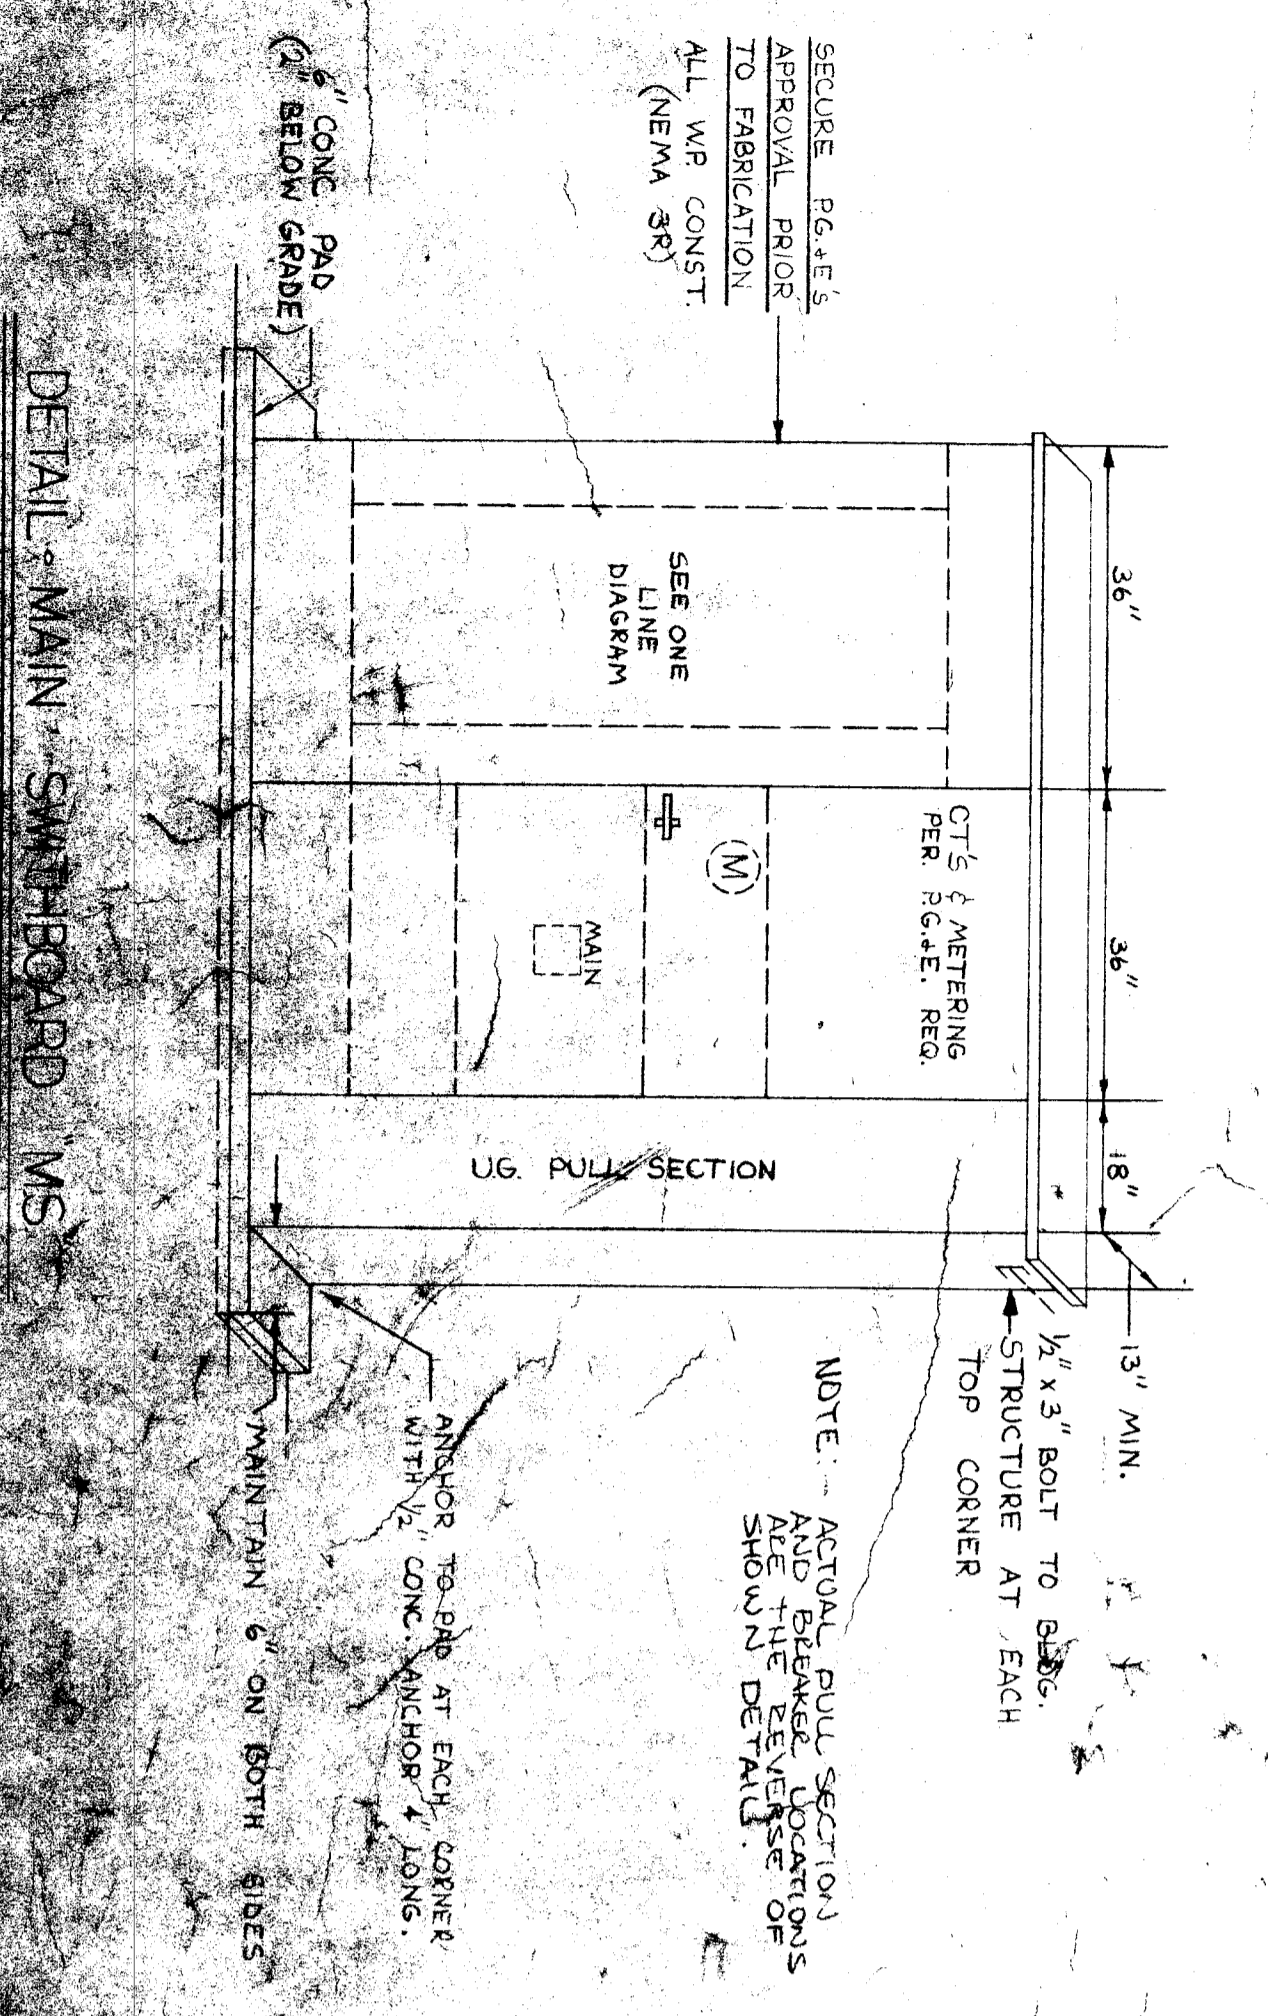 36"
36"
18"
13" MIN.
1/2" x 3" BOLT TO BLDG.
STRUCTURE AT EACH
TOP CORNER
SECURE P.G.&E'S
APPROVAL PRIOR
TO FABRICATION
ALL W.P. CONST.
(NEMA 3R)
SEE ONE
LINE
DIAGRAM
CT'S & METERING
PER. P.G.&E. REQ.
M
MAIN
U.G. PULL SECTION
NOTE: ACTUAL PULL SECTION
AND BREAKER LOCATIONS
ARE THE REVERSE OF
SHOWN DETAIL.
ANCHOR TO PAD AT EACH CORNER
WITH 1/2" CONC. ANCHOR 4" LONG.
6" CONC. PAD
(2" BELOW GRADE)
MAINTAIN 6" ON BOTH SIDES
DETAIL: MAIN SWITHBOARD "MS"